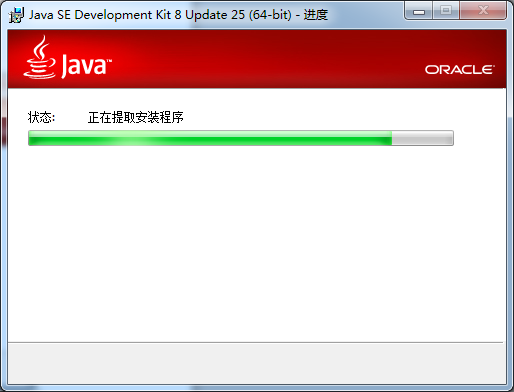 Java SE Development Kit 8 Update 25 (64-bit) - 进度
Java™
ORACLE®
状态: 正在提取安装程序